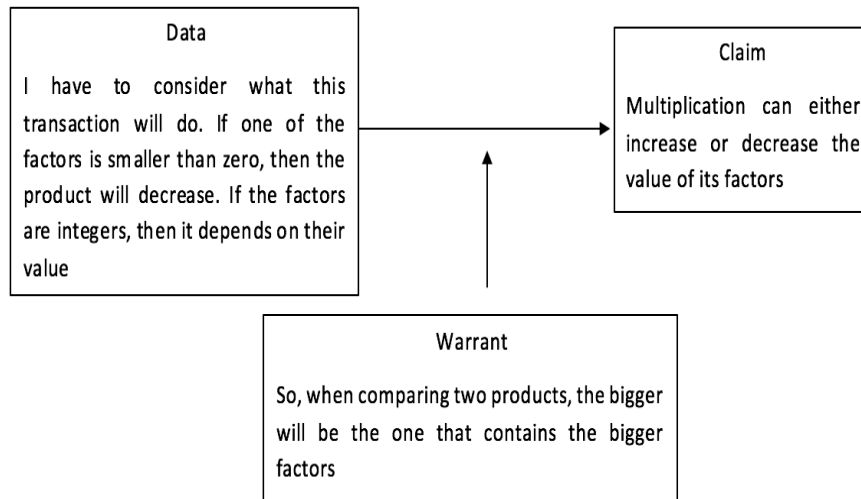 Data
I have to consider what this
transaction will do. If one of the
factors is smaller than zero, then the
product will decrease. If the factors
are integers, then it depends on their
value
Claim
Multiplication can either
increase or decrease the
value of its factors
Warrant
So, when comparing two products, the bigger
will be the one that contains the bigger
factors